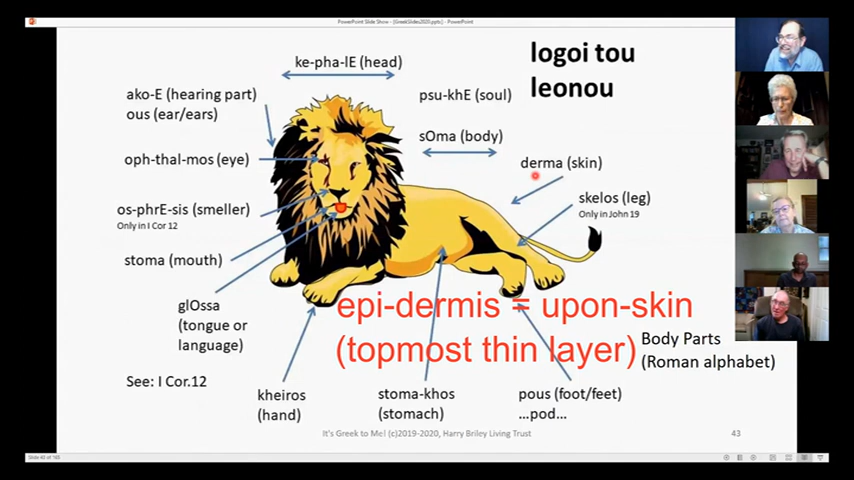 PowerPoint Slide Show - [GreekSlides2020.pptx] - PowerPoint
logoi tou
leonou
ke-pha-lE (head)
ako-E (hearing part)
ous (ear/ears)
psu-khE (soul)
sOma (body)
oph-thal-mos (eye)
derma (skin)
os-phrE-sis (smeller)
Only in I Cor 12
skelos (leg)
Only in John 19
stoma (mouth)
glOssa
(tongue or
language)
epi-dermis = upon-skin
(topmost thin layer)
Body Parts
(Roman alphabet)
See: I Cor.12
kheiros
(hand)
stoma-khos
(stomach)
pous (foot/feet)
...pod...
It's Greek to Me! (c)2019-2020, Harry Briley Living Trust
43